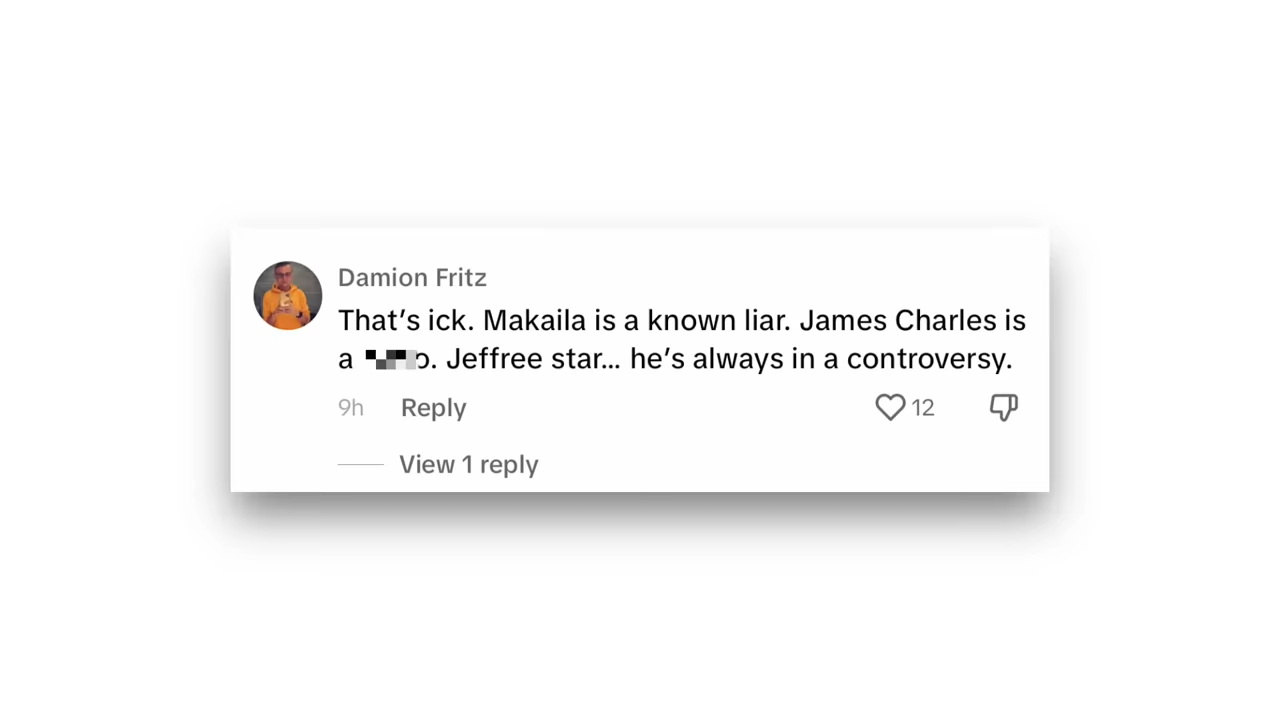 Damion Fritz
That’s ick. Makaila is a known liar. James Charles is
a. Jeffree star... he’s always in a controversy.
9h Reply 12
View 1 reply